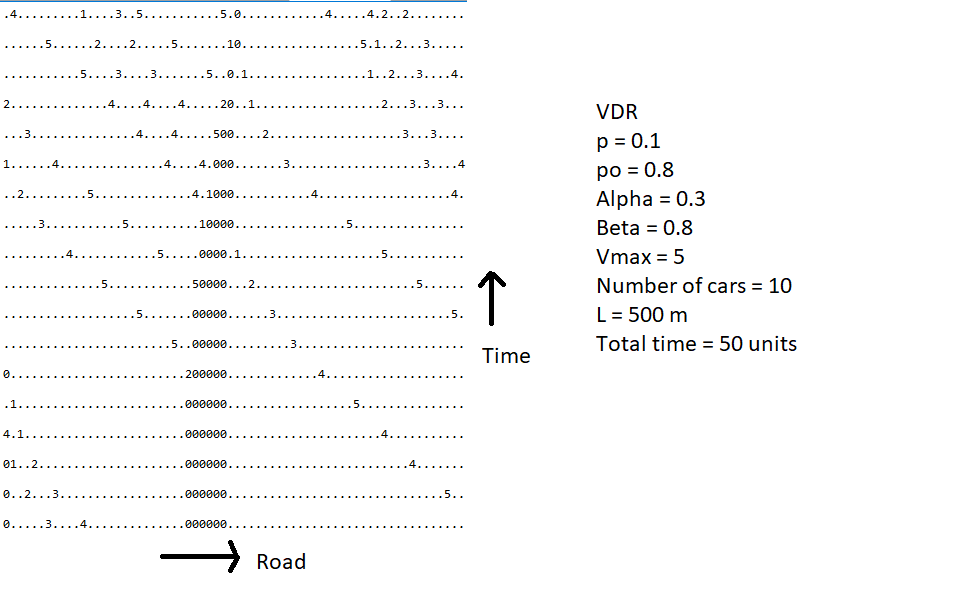 .4.........1....3..5...........5.0............4.....4.2..2........
......5......2....2.....5.......10.................5.1..2...3.....
...........5....3....3.......5..0.1.................1..2...3....4.
2..............4....4....4.....20..1..................2...3...3...
...3...............4....4.....500....2...................3...3....
1......4...............4....4.000.......3...................3....4
..2.........5..............4.1000...........4...................4.
.....3...........5..........10000................5................
.........4............5.....0000.1....................5...........
..............5............50000...2.......................5......
...................5.......00000......3.........................5.
........................5..00000.........3........................
0.........................200000.............4....................
.1........................000000..................5...............
4.1.......................000000......................4...........
01..2.....................000000..........................4.......
0..2...3..................000000...............................5..
0.....3....4..............000000..................................
VDR
p = 0.1
po = 0.8
Alpha = 0.3
Beta = 0.8
Vmax = 5
Number of cars = 10
L = 500 m
Total time = 50 units
Time
Road